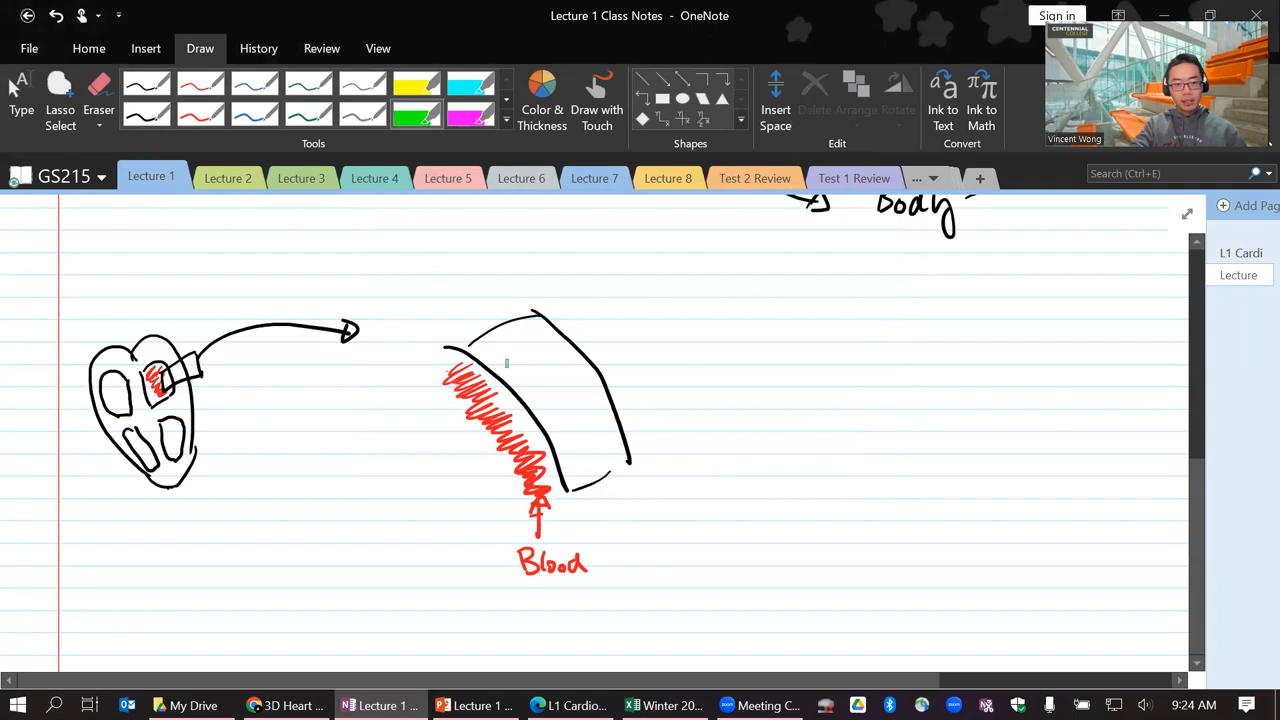 Lecture 1 Class Notes - OneNote
Sign in
File Home Insert Draw History Review View
CENTENNIAL COLLEGE
Type
Lasso Select
Eraser
Color & Thickness
Draw with Touch
Insert Space
Delete
Arrange
Rotate
Ink to Text
Ink to Math
Tools
Shapes
Edit
Convert
Vincent Wong
GS215
Lecture 1 Lecture 2 Lecture 3 Lecture 4 Lecture 5 Lecture 6 Lecture 7 Lecture 8 Test 2 Review Test 1 Review ...
Search (Ctrl+E)
Add Pag
L1 Cardi
Lecture
Body
Blood
My Drive
3D Heart ...
Lecture 1 ...
Lecture 1 ...
Cardio...
Winter 20...
Meeting C...
9:24 AM